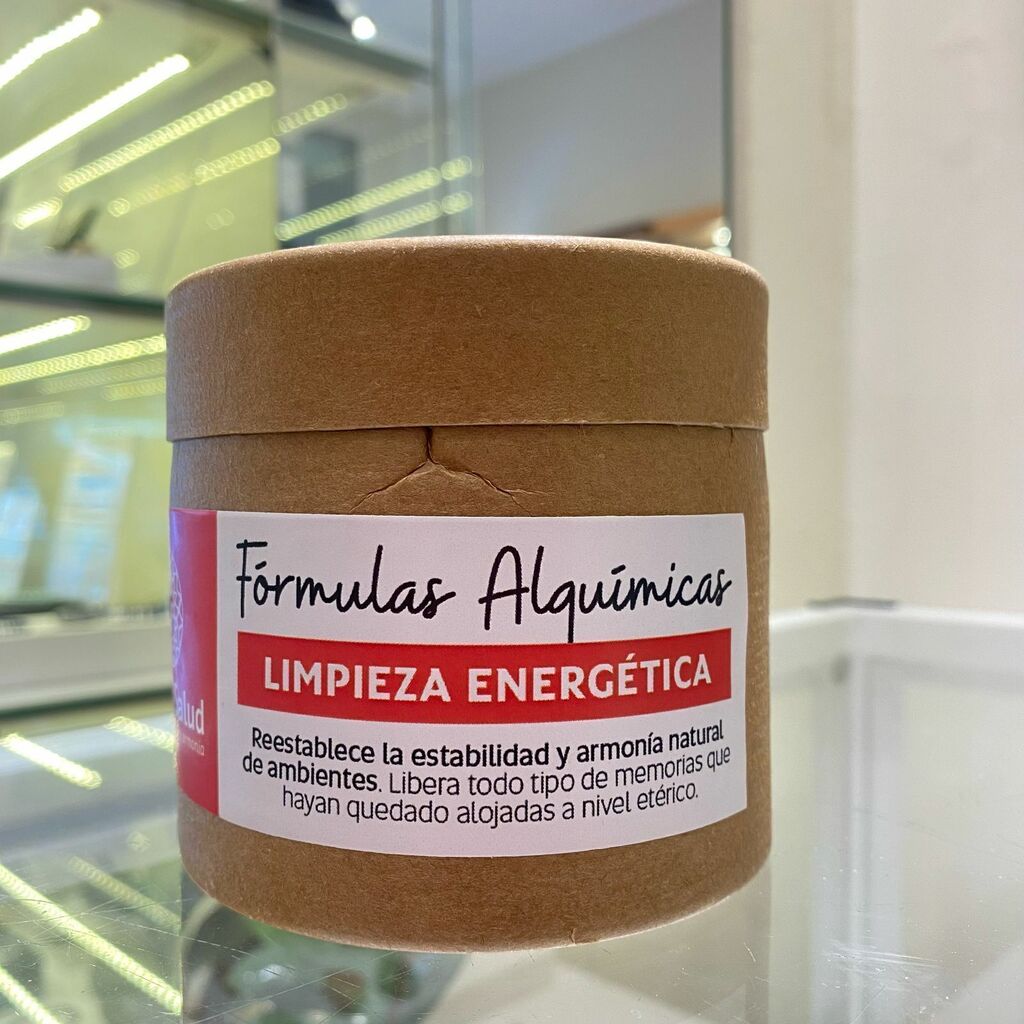 Fórmulas Alquímicas
LIMPIEZA ENERGÉTICA
Reestablece la estabilidad y armonía natural
de ambientes. Libera todo tipo de memorias que
hayan quedado alojadas a nivel etérico.